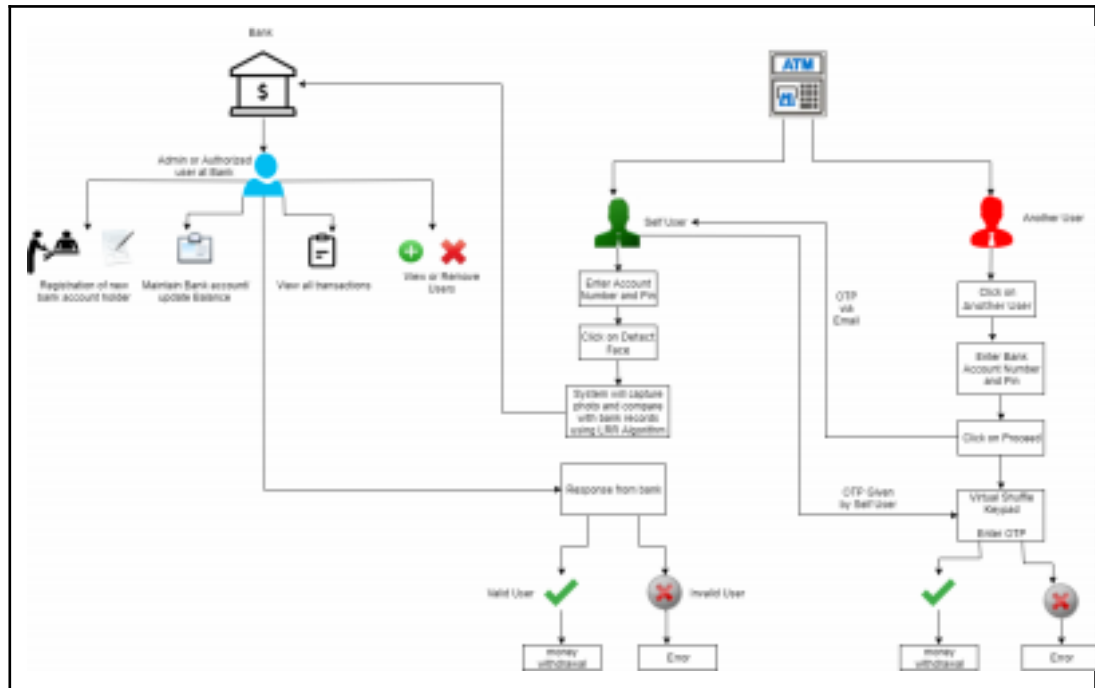 Bank
$
ATM
Admin or Authorized
user at Bank
Self User
Another User
Registration of new
bank account holder
Maintain Bank account
update Balance
View all transactions
View or Remove
Users
Enter Account
Number and Pin
OTP
via
Email
Click on
Another User
Click on Detect
Face
Enter Bank
Account Number
and Pin
System will capture
photo and compare
with bank records
using Algorithm
Click on Proceed
Response from bank
OTP Given
by Self User
Virtual Shuffle
Keypad
Enter OTP
Valid User
Invalid User
money
withdrawal
Error
money
withdrawal
Error